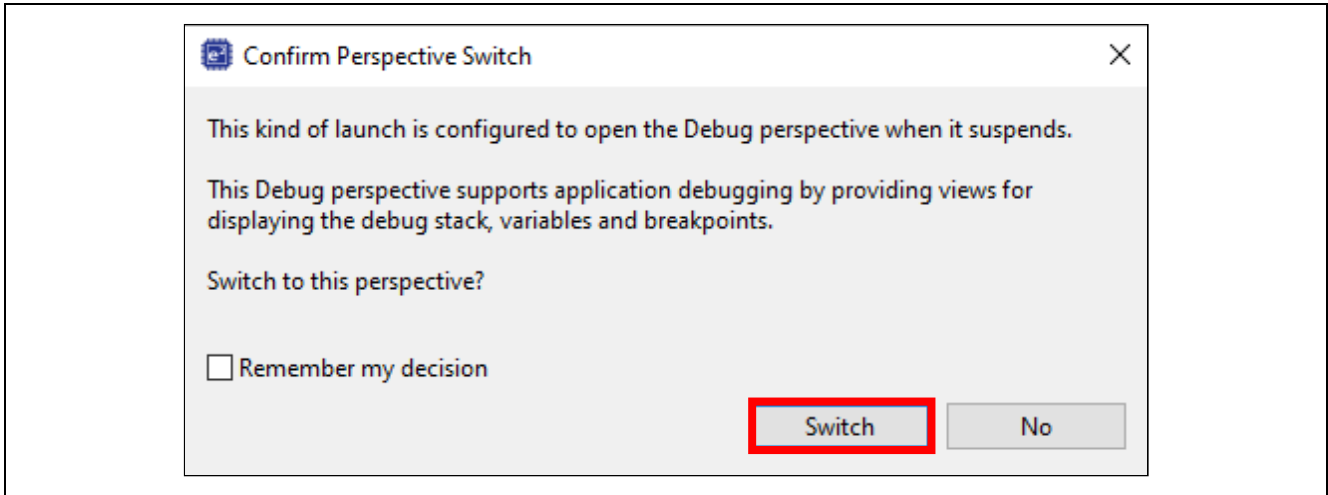 e²
Confirm Perspective Switch
This kind of launch is configured to open the Debug perspective when it suspends.
This Debug perspective supports application debugging by providing views for
displaying the debug stack, variables and breakpoints.
Switch to this perspective?
Remember my decision
Switch
No